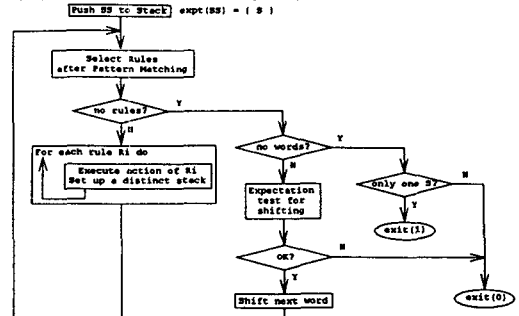 Push SS to Stack expt(SS) = { S }
Select Rules
after Pattern Matching
no rules?
Y
N
For each rule Ri do
Execute action of Ri
Set up a distinct stack
no words?
Y
N
Expectation
test for
shifting
only one S?
N
Y
exit(1)
OK?
N
Y
exit(0)
Shift next word